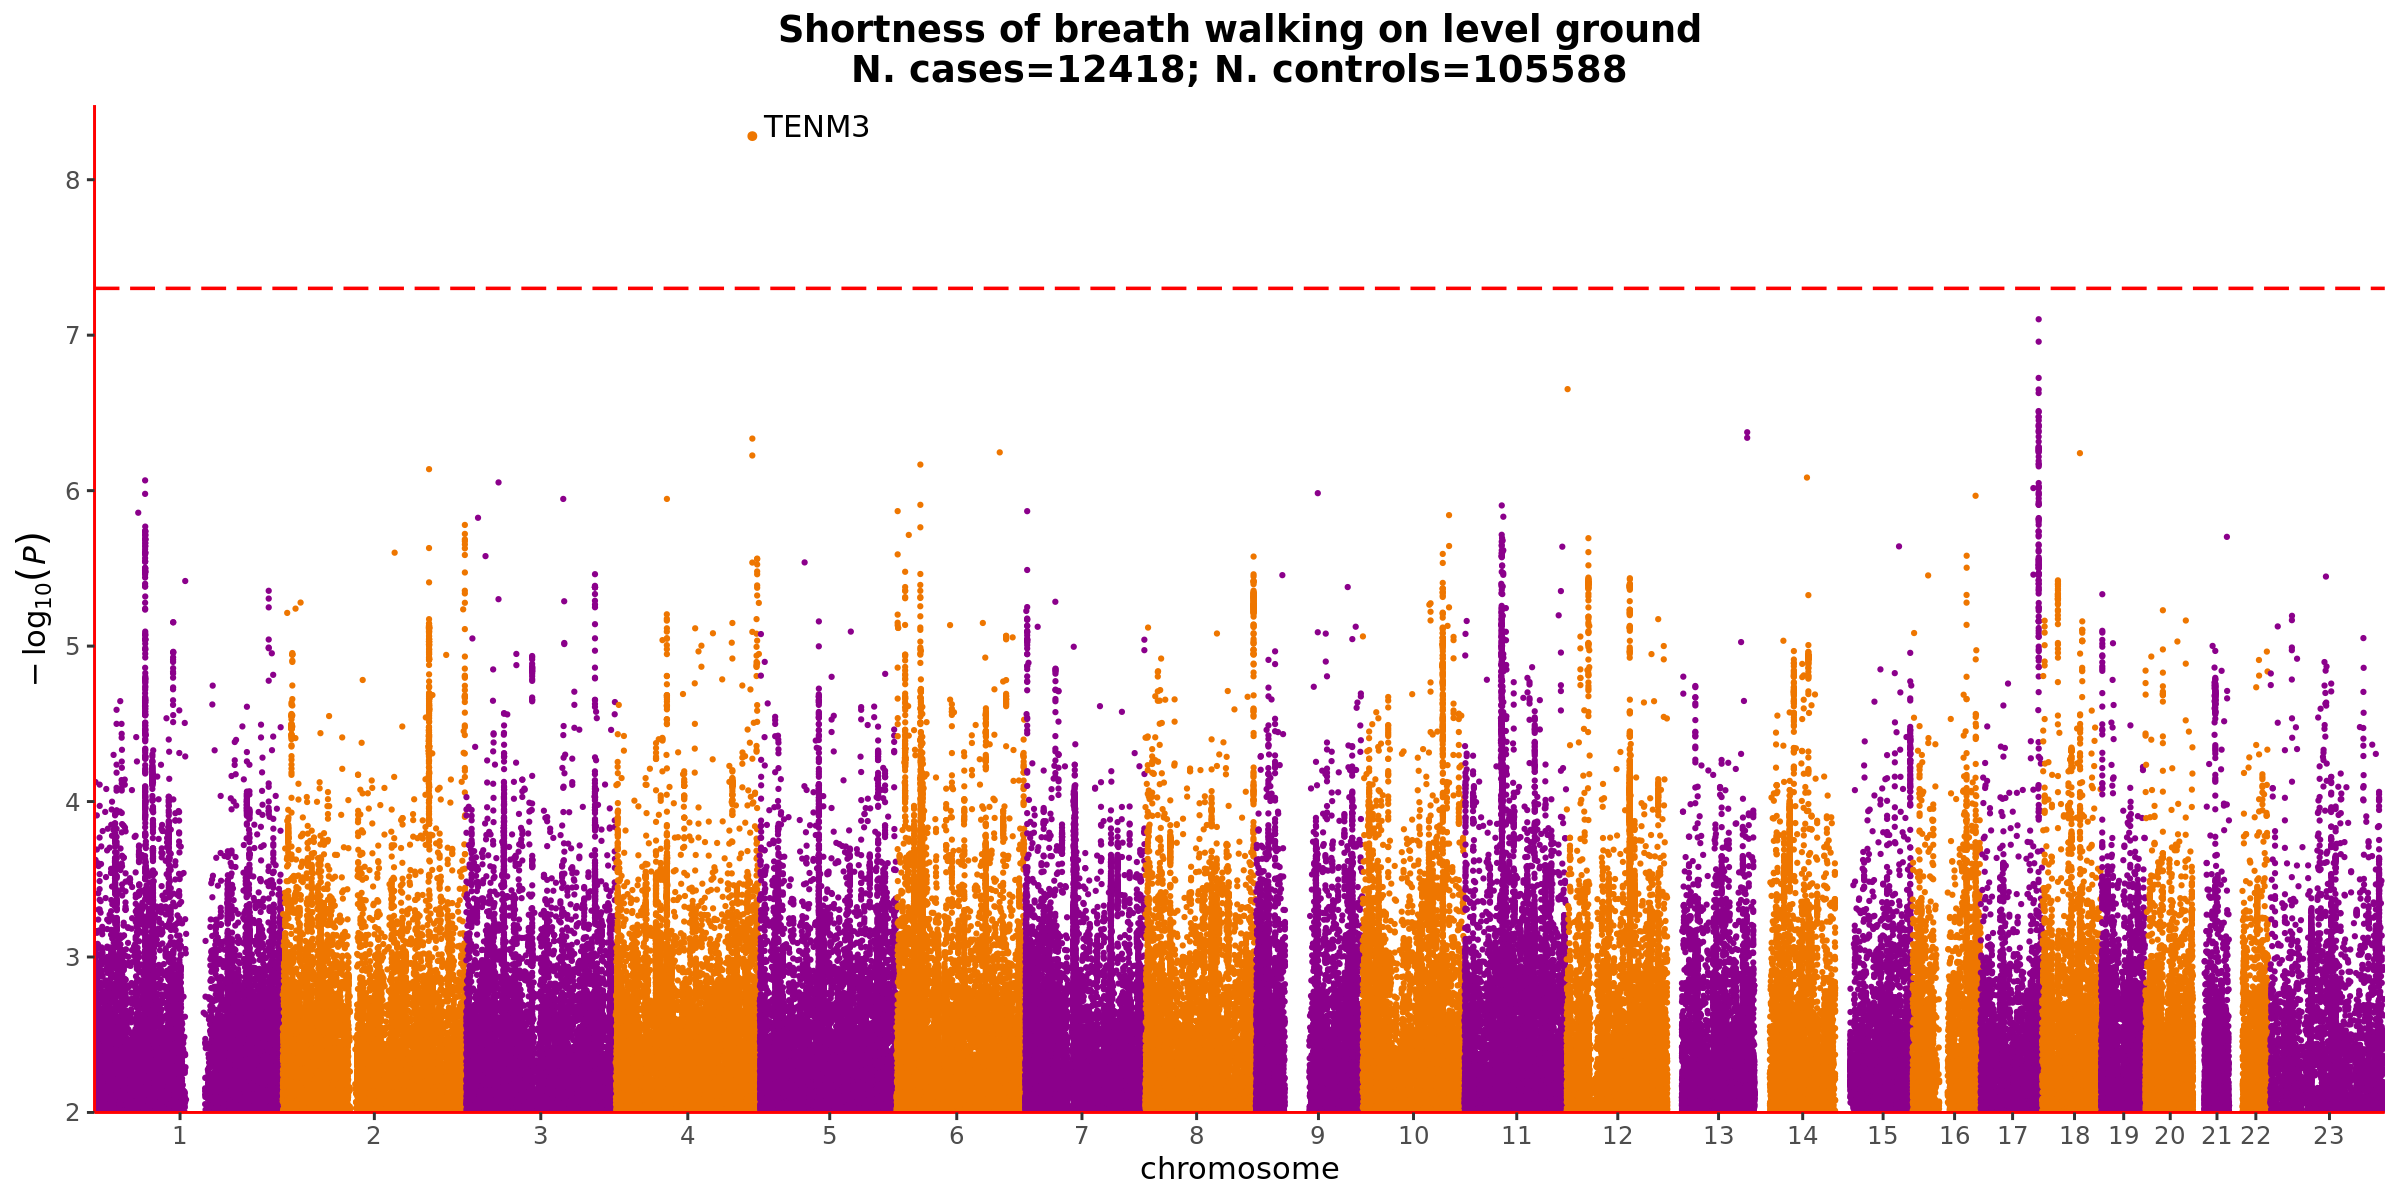 Shortness of breath walking on level ground
N. cases=12418; N. controls=105588
TENM3
8
7
6
5
4
3
2
− log10(P)
1 2 3 4 5 6 7 8 9 10 11 12 13 14 15 16 17 18 19 20 21 22 23
chromosome